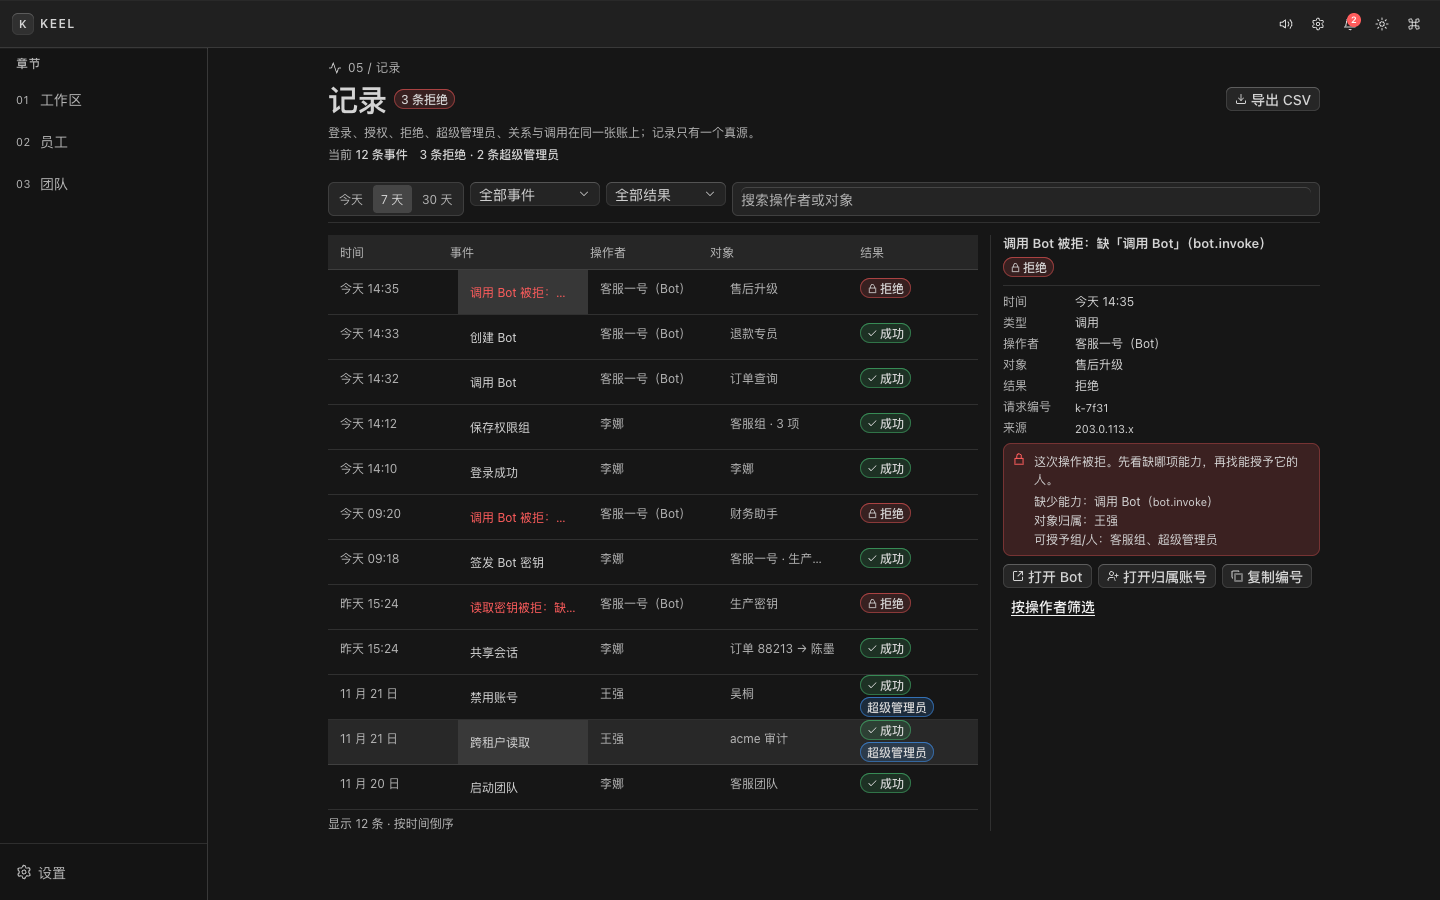 K KEEL
2
章节
01 工作区
02 员工
03 团队
设置
05 / 记录
记录 3 条拒绝
导出 CSV
登录、授权、拒绝、超级管理员、关系与调用在同一张账上；记录只有一个真源。
当前 12 条事件 3 条拒绝 · 2 条超级管理员
今天 7 天 30 天 全部事件 全部结果 搜索操作者或对象
时间 事件 操作者 对象 结果
今天 14:35 调用 Bot 被拒：… 客服一号（Bot） 售后升级 拒绝
今天 14:33 创建 Bot 客服一号（Bot） 退款专员 成功
今天 14:32 调用 Bot 客服一号（Bot） 订单查询 成功
今天 14:12 保存权限组 李娜 客服组 · 3 项 成功
今天 14:10 登录成功 李娜 李娜 成功
今天 09:20 调用 Bot 被拒：… 客服一号（Bot） 财务助手 拒绝
今天 09:18 签发 Bot 密钥 李娜 客服一号 · 生产… 成功
昨天 15:24 读取密钥被拒：缺… 客服一号（Bot） 生产密钥 拒绝
昨天 15:24 共享会话 李娜 订单 88213 → 陈墨 成功
11 月 21 日 禁用账号 王强 吴桐 成功
超级管理员
11 月 21 日 跨租户读取 王强 acme 审计 成功
超级管理员
11 月 20 日 启动团队 李娜 客服团队 成功
显示 12 条 · 按时间倒序
调用 Bot 被拒：缺「调用 Bot」（bot.invoke）
拒绝
时间 今天 14:35
类型 调用
操作者 客服一号（Bot）
对象 售后升级
结果 拒绝
请求编号 k-7f31
来源 203.0.113.x
这次操作被拒。先看缺哪项能力，再找能授予它的
人。
缺少能力：调用 Bot（bot.invoke）
对象归属：王强
可授予组/人：客服组、超级管理员
打开 Bot 打开归属账号 复制编号
按操作者筛选